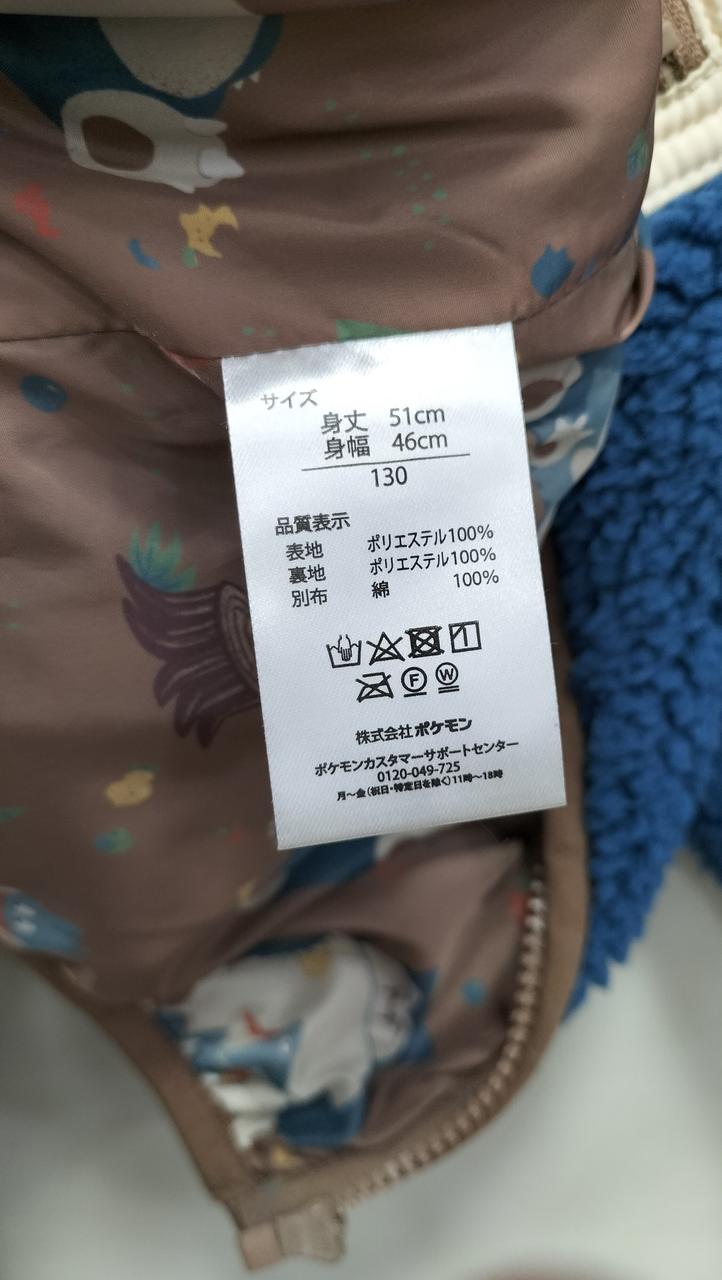 サイズ
身丈 51cm
身幅 46cm
130
品質表示
表地 ポリエステル100%
裏地 ポリエステル100%
別布 綿 100%
F W
株式会社ポケモン
ポケモンカスタマーサポートセンター
0120-049-725
月〜金(祝日・特定日を除く)11時〜18時